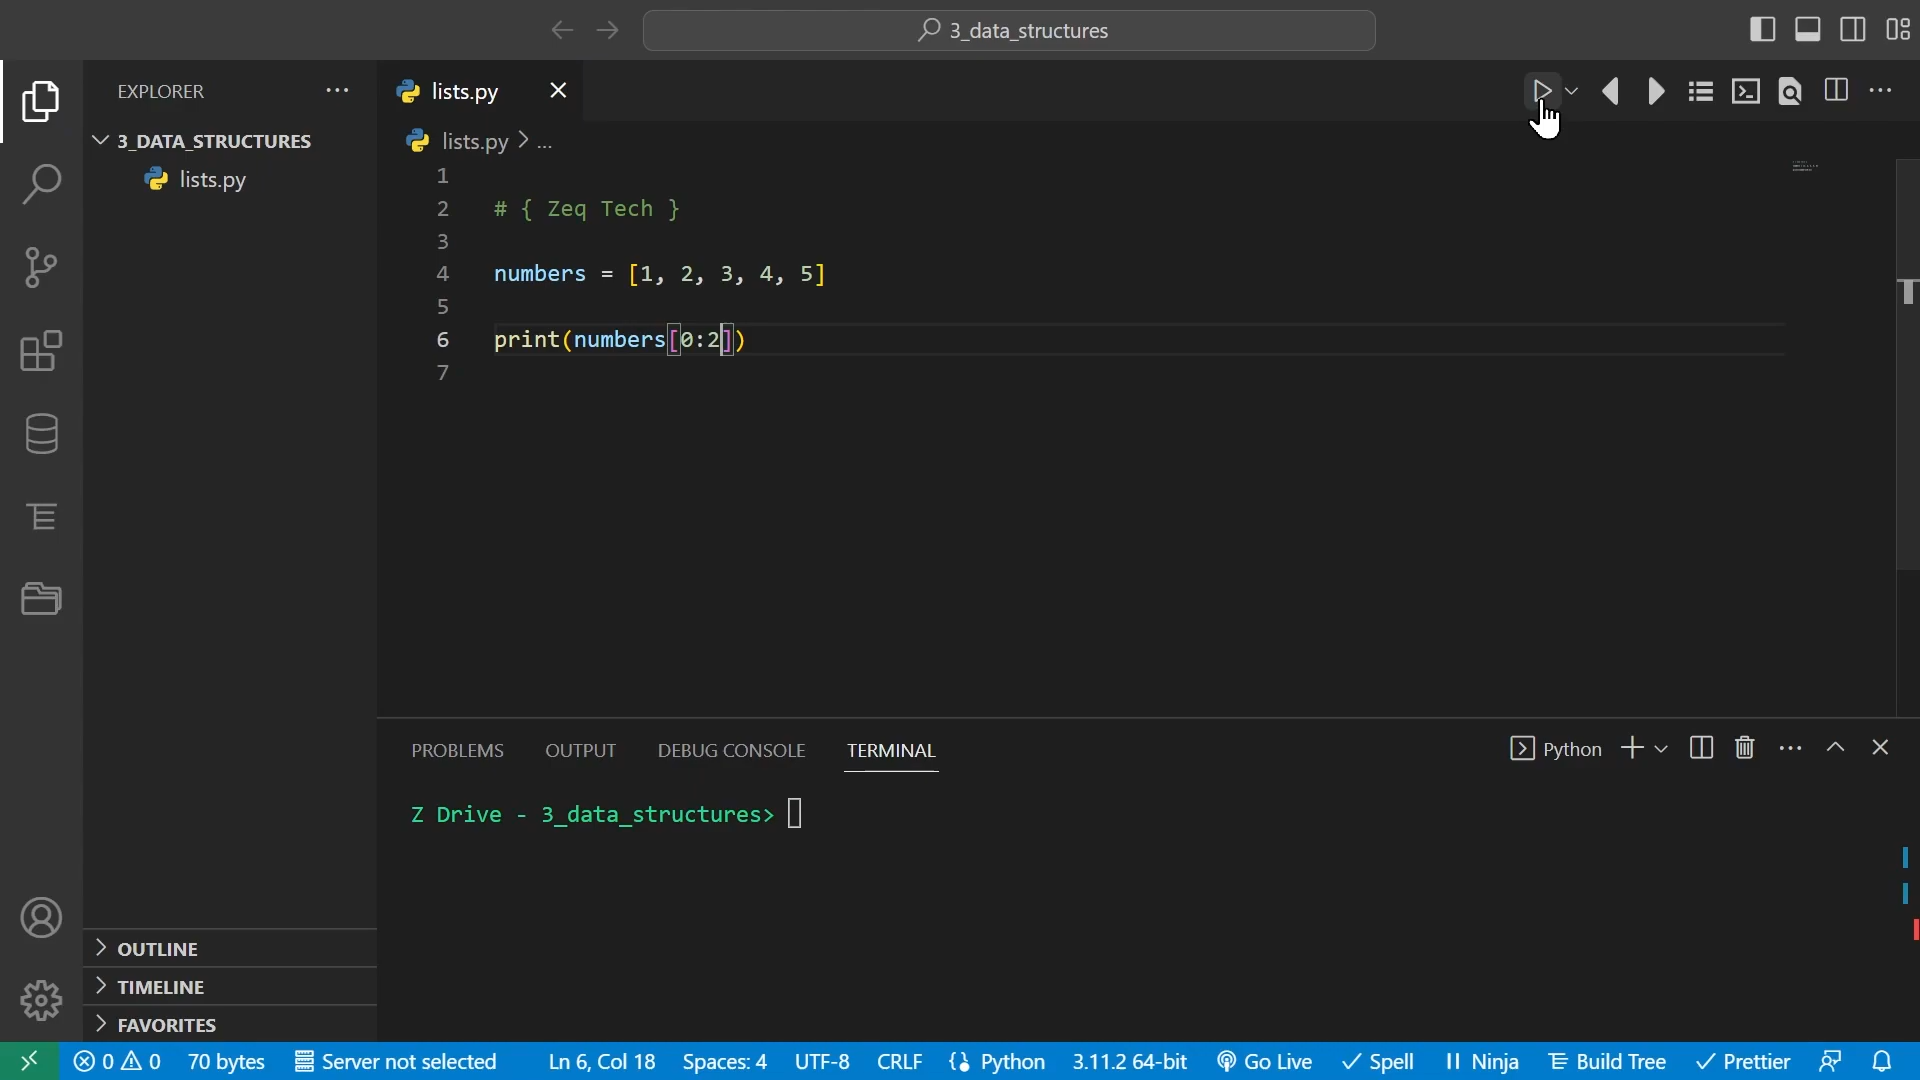 3_data_structures
EXPLORER
lists.py
3_DATA_STRUCTURES
lists.py
lists.py > ...
1
2 # { Zeq Tech }
3
4 numbers = [1, 2, 3, 4, 5]
5
6 print(numbers[0:2])
7
PROBLEMS OUTPUT DEBUG CONSOLE TERMINAL
Python
Z Drive - 3_data_structures>
OUTLINE
TIMELINE
FAVORITES
0 0 70 bytes Server not selected Ln 6, Col 18 Spaces: 4 UTF-8 CRLF Python 3.11.2 64-bit Go Live Spell Ninja Build Tree Prettier